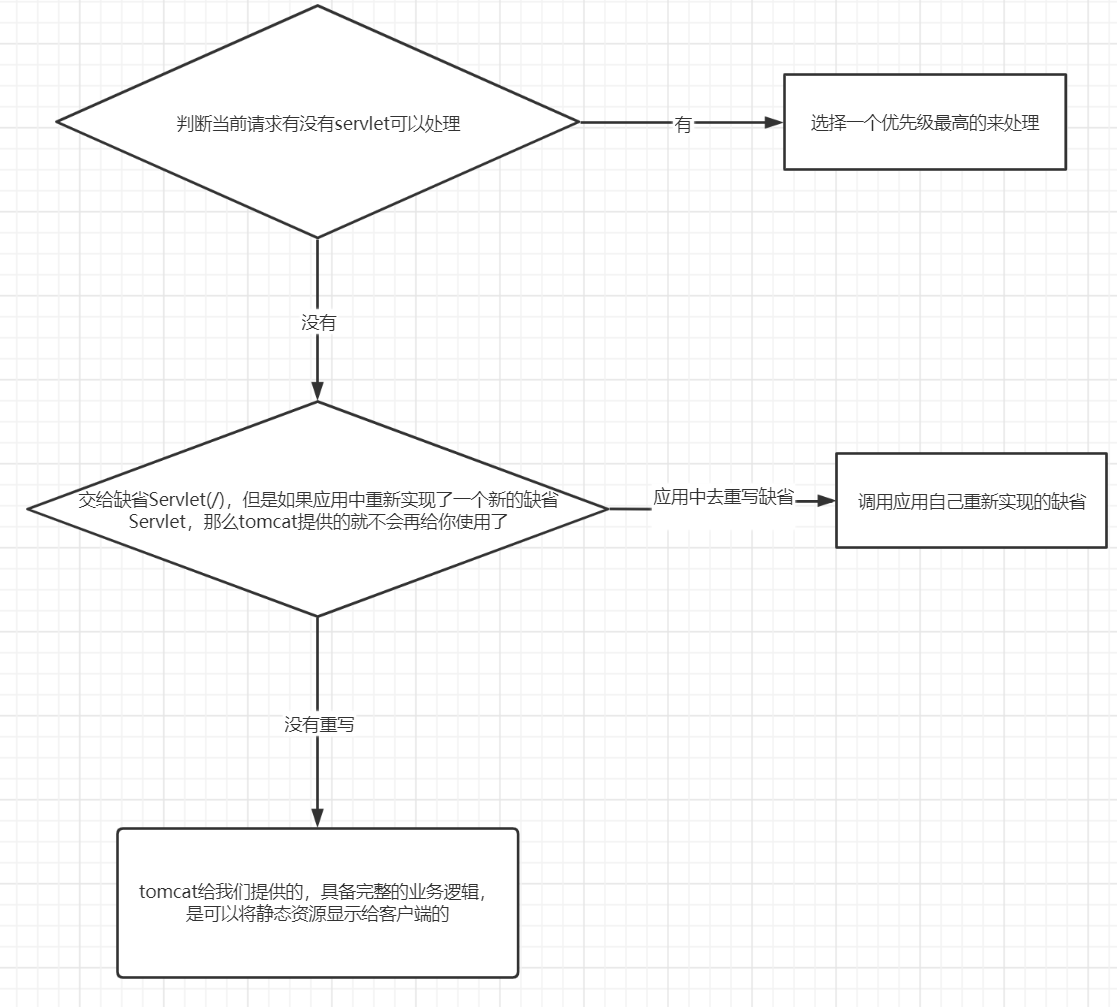 判断当前请求有没有servlet可以处理
有
选择一个优先级最高的来处理
没有
交给缺省Servlet(/)，但是如果应用中重新实现了一个新的缺省
Servlet，那么tomcat提供的就不会再给你使用了
应用中去重写缺省
调用应用自己重新实现的缺省
没有重写
tomcat给我们提供的，具备完整的业务逻辑，
是可以将静态资源显示给客户端的